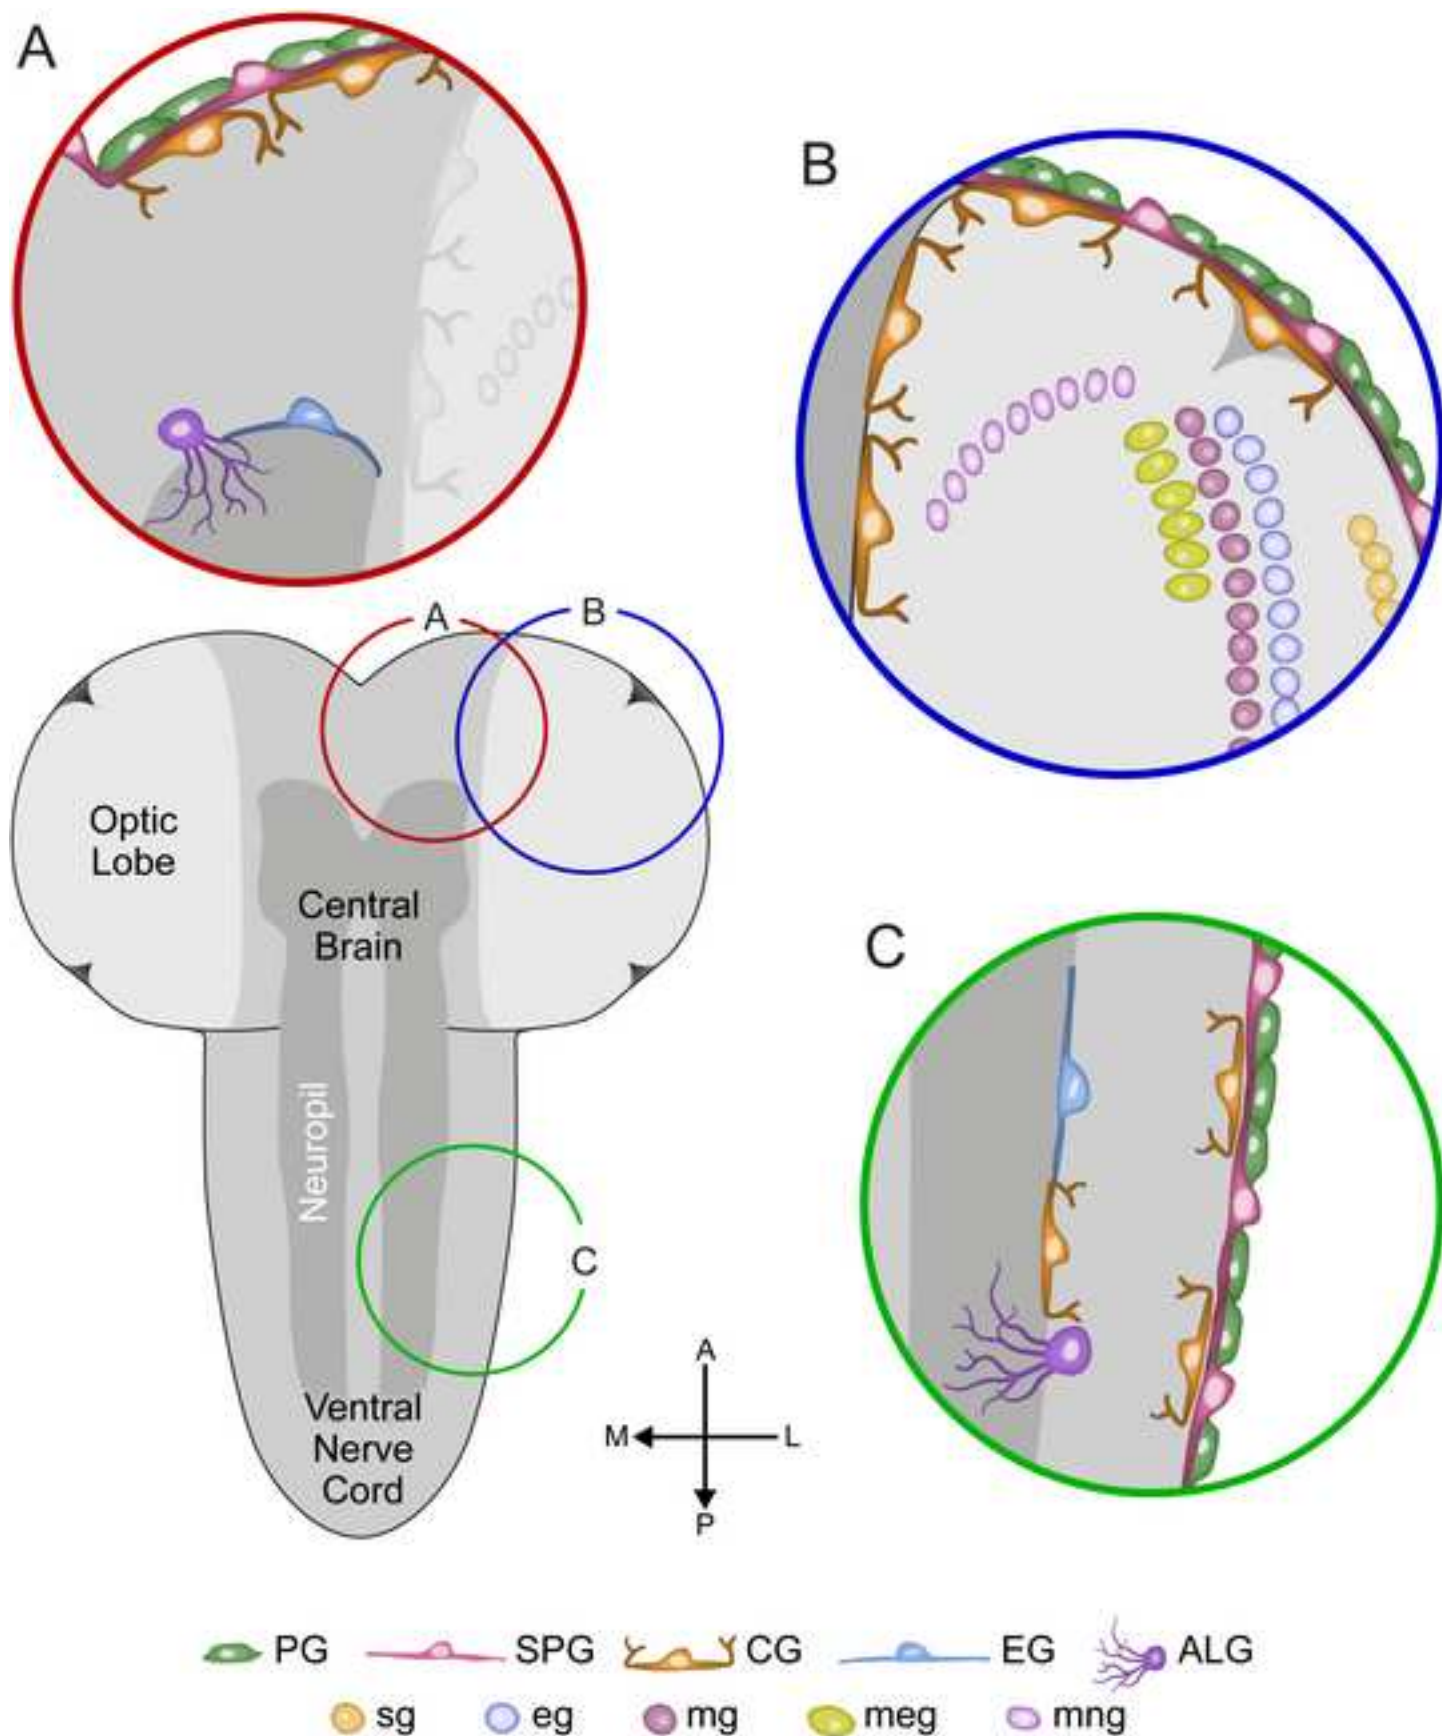 A
B
A
B
Optic
Lobe
Central
Brain
C
Neuropil
C
Ventral
Nerve
Cord
A
M
L
P
PG
SPG
CG
EG
ALG
sg
eg
mg
meg
mng